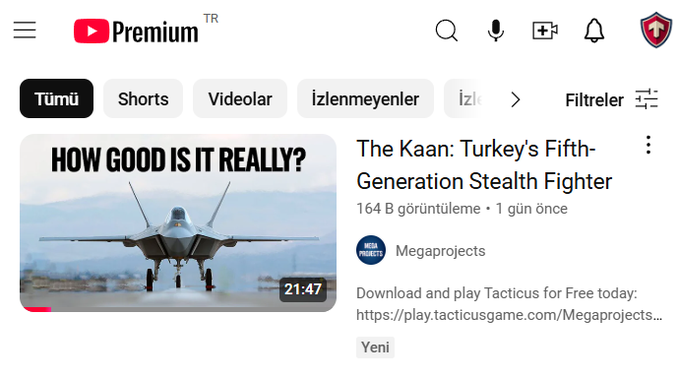 Premium TR
Tümü
Shorts
Videolar
İzlenmeyenler
Filtreler
HOW GOOD IS IT REALLY?
21:47
The Kaan: Turkey's Fifth-
Generation Stealth Fighter
164 B görüntüleme • 1 gün önce
MEGA
PROJECTS
Megaprojects
Download and play Tacticus for Free today:
https://play.tacticusgame.com/Megaprojects...
Yeni